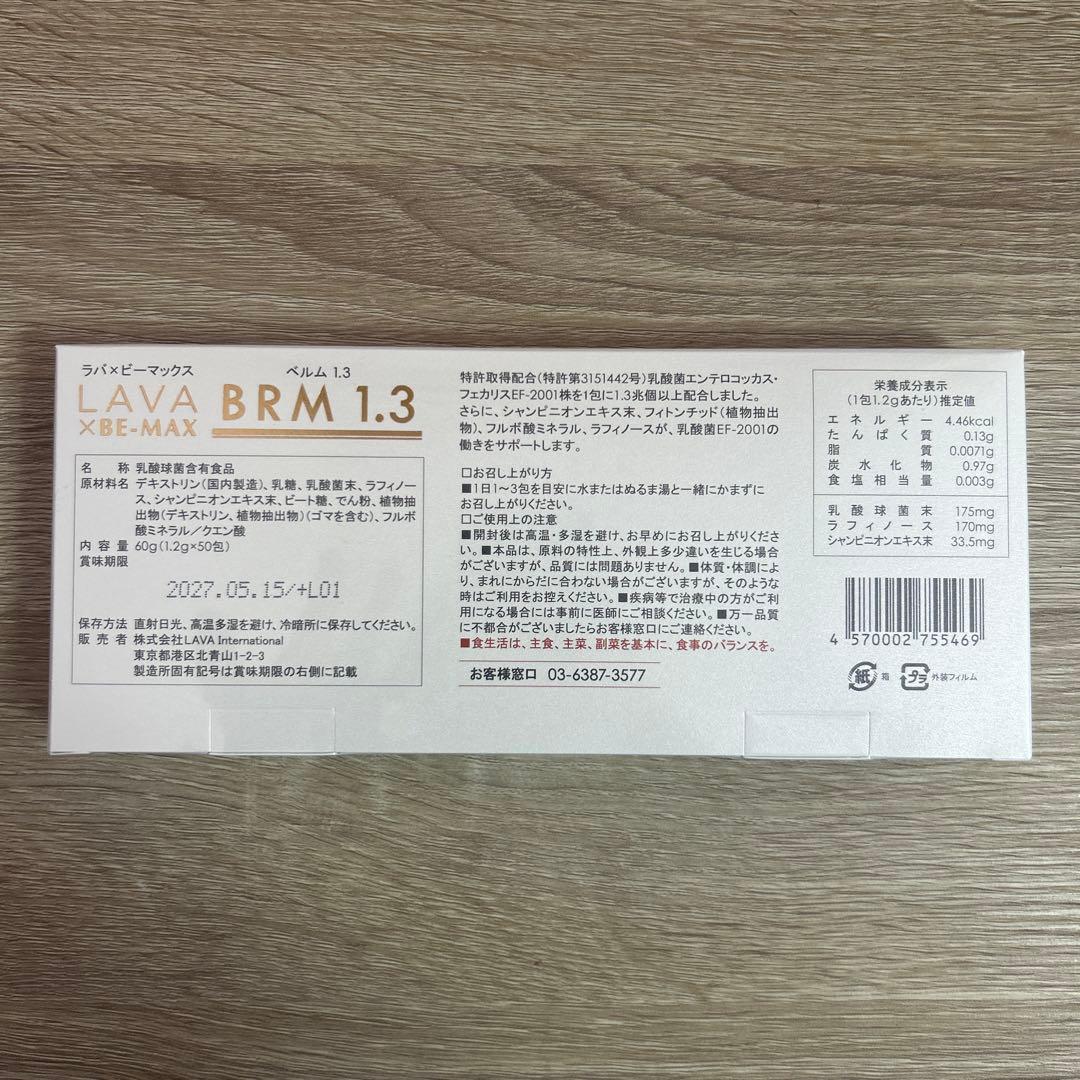 ラバ×ビーマックス
LAVA
×BE-MAX
ベルム 1.3
BRM 1.3
名 称 乳酸球菌含有食品
原材料名 デキストリン(国内製造)、乳糖、乳酸菌末、ラフィノー
ス、シャンピニオンエキス末、ビート糖、でん粉、植物抽
出物(デキストリン、植物抽出物)(ゴマを含む)、フルボ
酸ミネラル/クエン酸
内 容 量 60g(1.2g×50包)
賞味期限
2027.05.15/+L01
保存方法 直射日光、高温多湿を避け、冷暗所に保存してください。
販 売 者 株式会社LAVA International
東京都港区北青山1-2-3
製造所固有記号は賞味期限の右側に記載
特許取得配合(特許第3151442号)乳酸菌エンテロコッカス・
フェカリスEF-2001株を1包に1.3兆個以上配合しました。
さらに、シャンピニオンエキス末、フィトンチッド(植物抽出
物)、フルボ酸ミネラル、ラフィノースが、乳酸菌EF-2001の
働きをサポートします。
□お召し上がり方
■1日1~3包を目安に水またはぬるま湯と一緒にかまずに
お召し上がりください。
□ご使用上の注意
■開封後は高温・多湿を避け、お早めにお召し上がりくださ
い。■本品は、原料の特性上、外観上多少違いを生じる場合
がございますが、品質には問題ありません。■体質・体調によ
り、まれにからだに合わない場合がございますが、そのような
時はご利用をお控えください。■疾病等で治療中の方がご利
用になる場合には事前に医師にご相談ください。■万一品質
に不都合がございましたらお客様窓口にご連絡ください。
■食生活は、主食、主菜、副菜を基本に、食事のバランスを。
お客様窓口 03-6387-3577
栄養成分表示
(1包1.2gあたり)推定値
エネルギー 4.46kcal
たんぱく質 0.13g
脂質 0.0071g
炭水化物 0.97g
食塩相当量 0.003g
乳酸球菌末 175mg
ラフィノース 170mg
シャンピニオンエキス末 33.5mg
4 570002 755469
紙 箱 プラ 外装フィルム